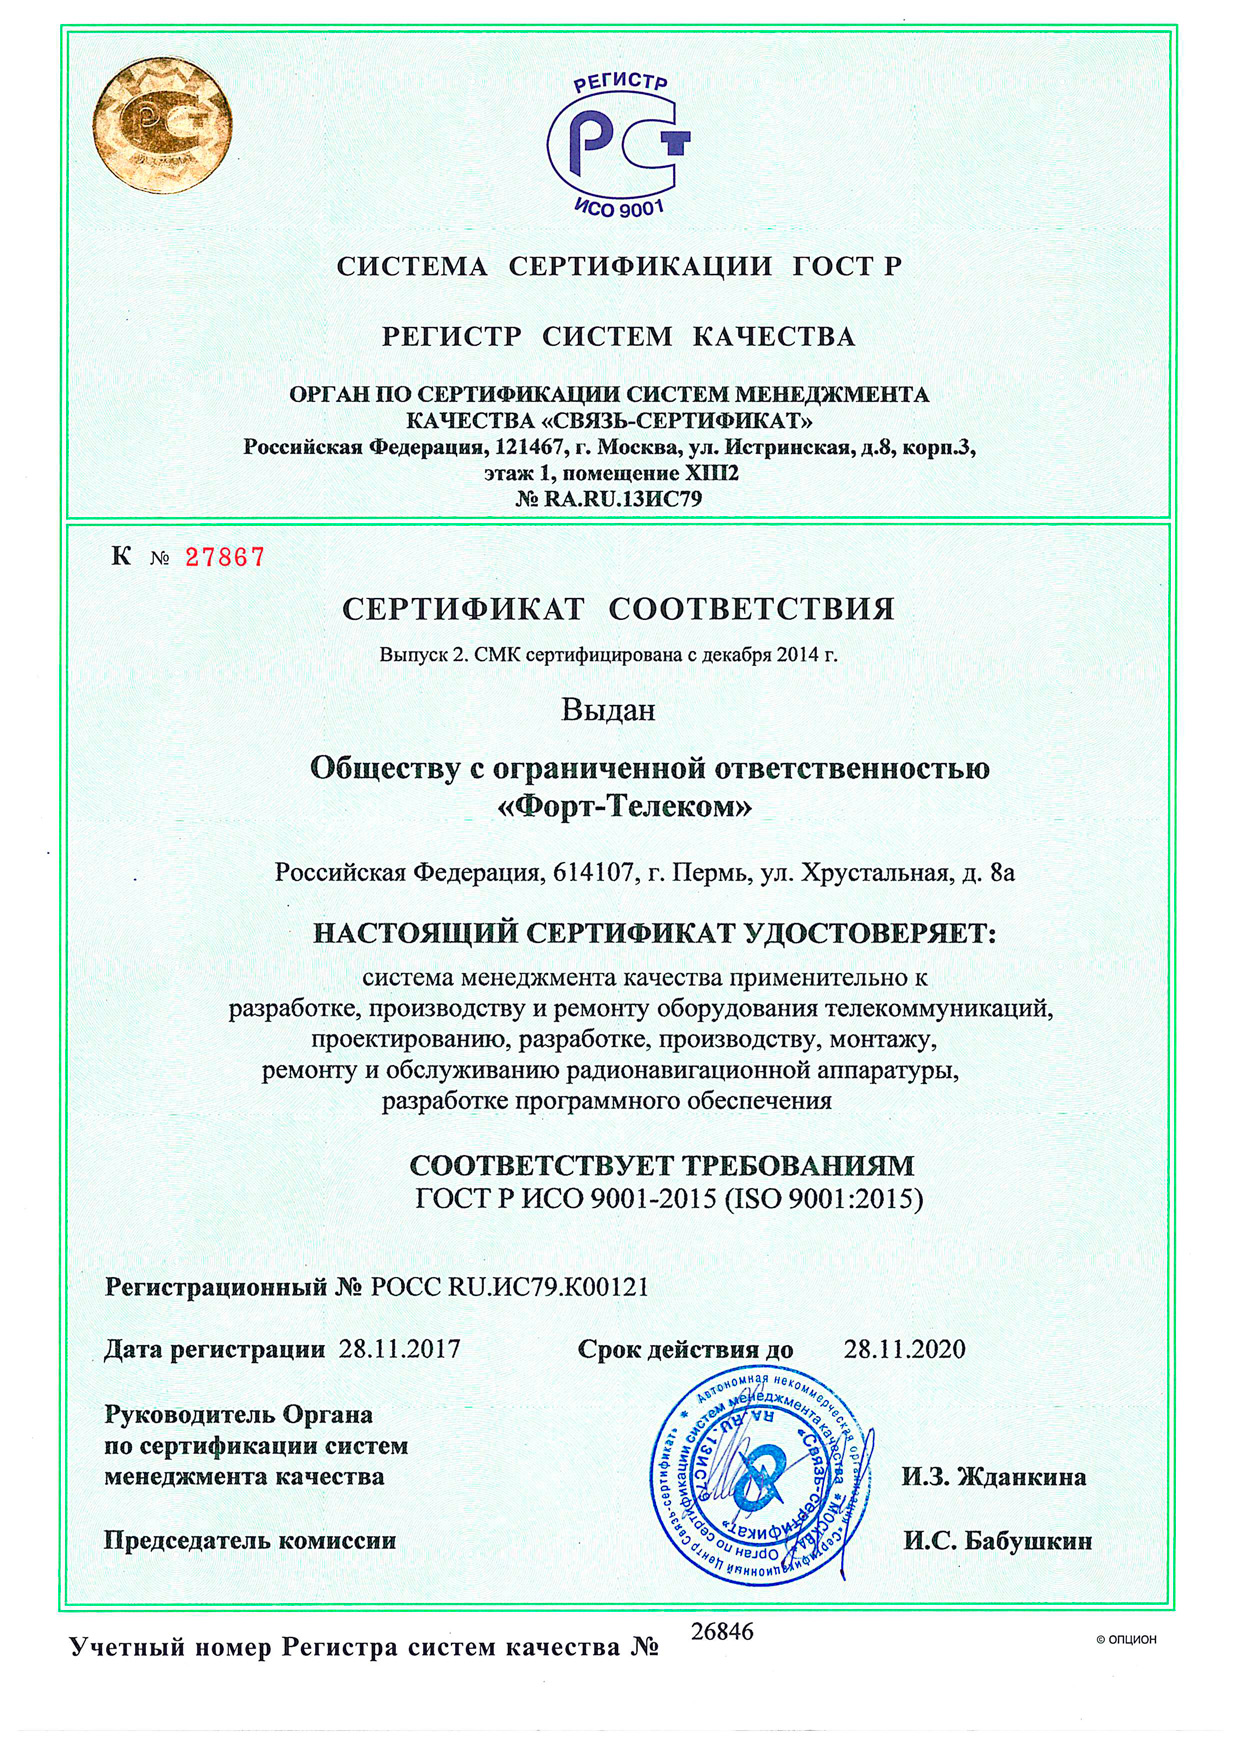 РЕГИСТР
РСТ
ИСО 9001
СИСТЕМА СЕРТИФИКАЦИИ ГОСТ Р
РЕГИСТР СИСТЕМ КАЧЕСТВА
ОРГАН ПО СЕРТИФИКАЦИИ СИСТЕМ МЕНЕДЖМЕНТА
КАЧЕСТВА «СВЯЗЬ-СЕРТИФИКАТ»
Российская Федерация, 121467, г. Москва, ул. Истринская, д.8, корп.3,
этаж 1, помещение XIII2
№ RA.RU.13ИС79
К № 27867
СЕРТИФИКАТ СООТВЕТСТВИЯ
Выпуск 2. СМК сертифицирована с декабря 2014 г.
Выдан
Обществу с ограниченной ответственностью
«Форт-Телеком»
Российская Федерация, 614107, г. Пермь, ул. Хрустальная, д. 8а
НАСТОЯЩИЙ СЕРТИФИКАТ УДОСТОВЕРЯЕТ:
система менеджмента качества применительно к
разработке, производству и ремонту оборудования телекоммуникаций,
проектированию, разработке, производству, монтажу,
ремонту и обслуживанию радионавигационной аппаратуры,
разработке программного обеспечения
СООТВЕТСТВУЕТ ТРЕБОВАНИЯМ
ГОСТ Р ИСО 9001-2015 (ISO 9001:2015)
Регистрационный № РОСС RU.ИС79.К00121
Дата регистрации 28.11.2017 Срок действия до 28.11.2020
Руководитель Органа
по сертификации систем
менеджмента качества И.З. Жданкина
Председатель комиссии И.С. Бабушкин
Автономная некоммерческая организация «Сертификационный Центр Связь-сертификат»
Орган по сертификации систем менеджмента качества * МОСКВА *
«Связь-сертификат»
RA.RU.13ИС79
Учетный номер Регистра систем качества № 26846
© ОПЦИОН